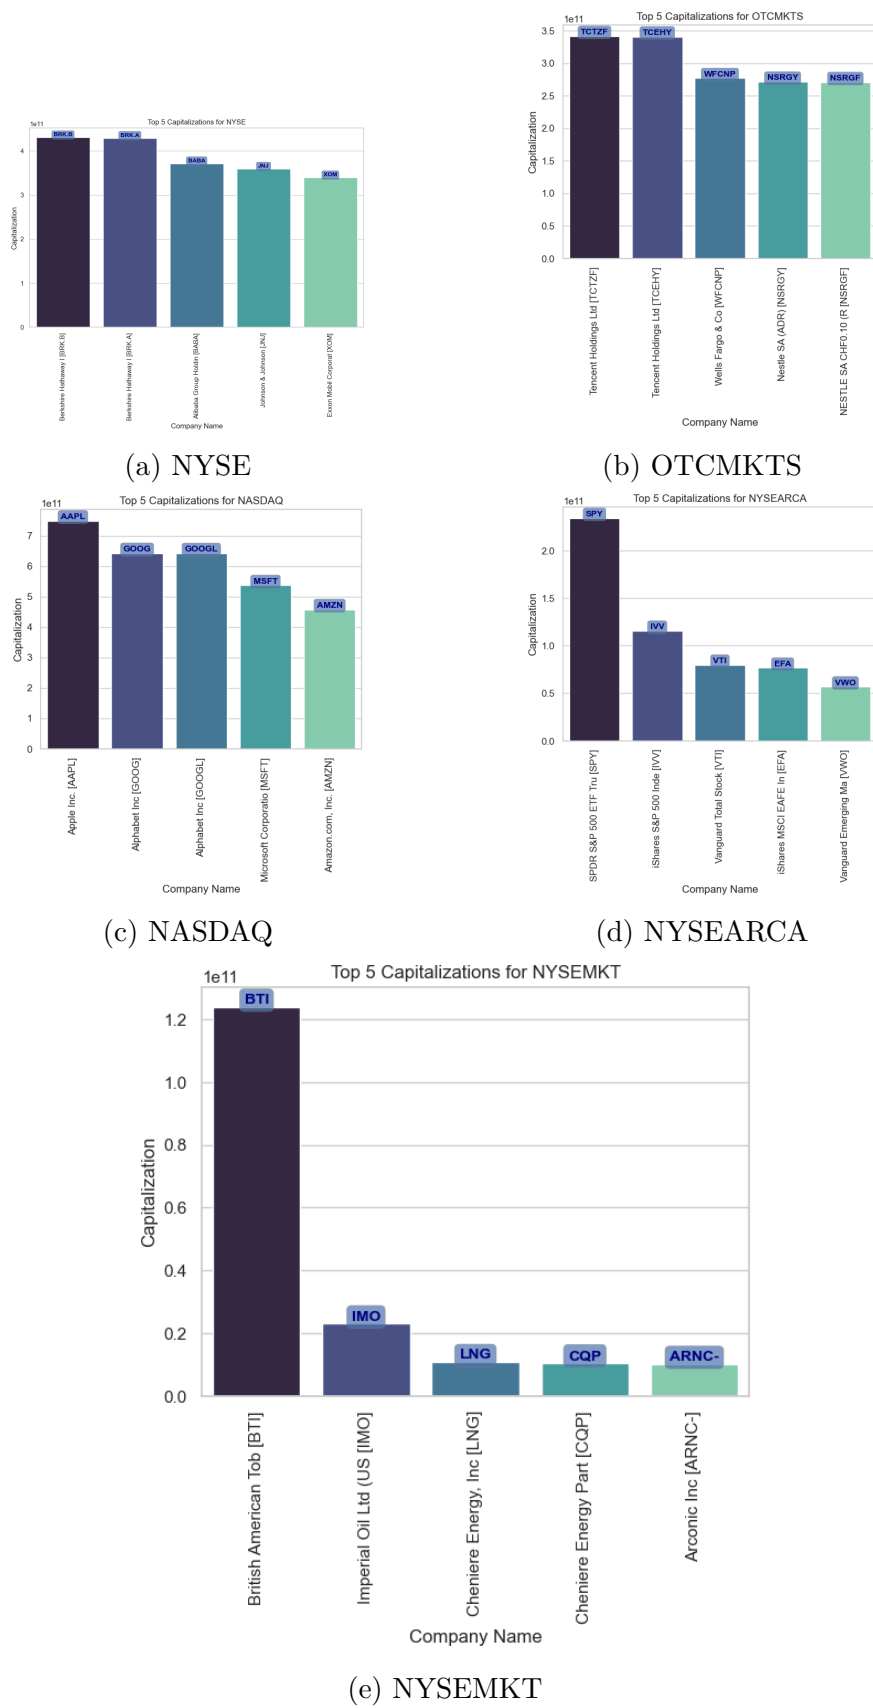 Top 5 Capitalizations for NYSE
1e11
4
3
2
1
0
Capitalization
BRK.B
BRK.A
BABA
JNJ
XOM
Berkshire Hathaway I [BRK.B]
Berkshire Hathaway I [BRK.A]
Alibaba Group Holdin [BABA]
Johnson & Johnson [JNJ]
Exxon Mobil Corporat [XOM]
Company Name
(a) NYSE
Top 5 Capitalizations for OTCMKTS
1e11
3.5
3.0
2.5
2.0
1.5
1.0
0.5
0.0
Capitalization
TCTZF
TCEHY
WFCNP
NSRGY
NSRGF
Tencent Holdings Ltd [TCTZF]
Tencent Holdings Ltd [TCEHY]
Wells Fargo & Co [WFCNP]
Nestle SA (ADR) [NSRGY]
NESTLE SA CHF0.10 (R [NSRGF]
Company Name
(b) OTCMKTS
Top 5 Capitalizations for NASDAQ
1e11
7
6
5
4
3
2
1
0
Capitalization
AAPL
GOOG
GOOGL
MSFT
AMZN
Apple Inc. [AAPL]
Alphabet Inc [GOOG]
Alphabet Inc [GOOGL]
Microsoft Corporatio [MSFT]
Amazon.com, Inc. [AMZN]
Company Name
(c) NASDAQ
Top 5 Capitalizations for NYSEARCA
1e11
2.0
1.5
1.0
0.5
0.0
Capitalization
SPY
IVV
VTI
EFA
VWO
SPDR S&P 500 ETF Tru [SPY]
iShares S&P 500 Inde [IVV]
Vanguard Total Stock [VTI]
iShares MSCI EAFE In [EFA]
Vanguard Emerging Ma [VWO]
Company Name
(d) NYSEARCA
Top 5 Capitalizations for NYSEMKT
1e11
1.2
1.0
0.8
0.6
0.4
0.2
0.0
Capitalization
BTI
IMO
LNG
CQP
ARNC-
British American Tob [BTI]
Imperial Oil Ltd (US [IMO]
Cheniere Energy, Inc [LNG]
Cheniere Energy Part [CQP]
Arconic Inc [ARNC-]
Company Name
(e) NYSEMKT